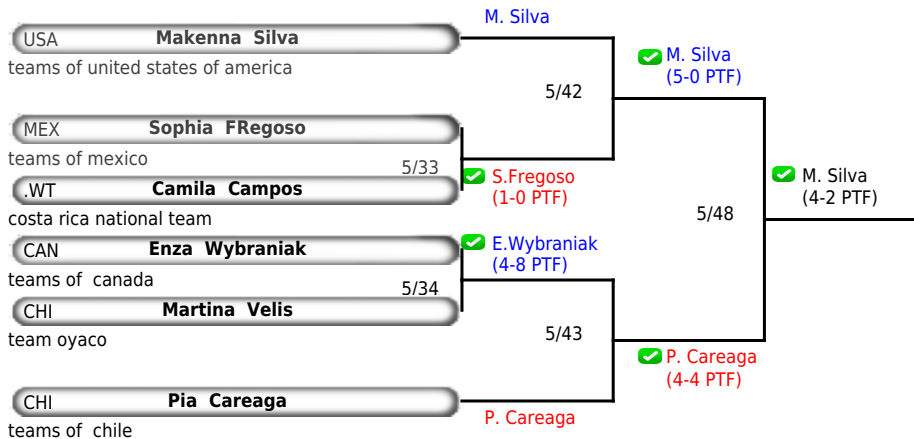 M. Silva
USA Makenna Silva
teams of united states of america
M. Silva
(5-0 PTF)
5/42
MEX Sophia FRegoso
teams of mexico
5/33
S.Fregoso
(1-0 PTF)
.WT Camila Campos
costa rica national team
M. Silva
(4-2 PTF)
5/48
CAN Enza Wybraniak
teams of canada
E.Wybraniak
(4-8 PTF)
5/34
CHI Martina Velis
team oyaco
5/43
P. Careaga
(4-4 PTF)
CHI Pia Careaga
teams of chile
P. Careaga